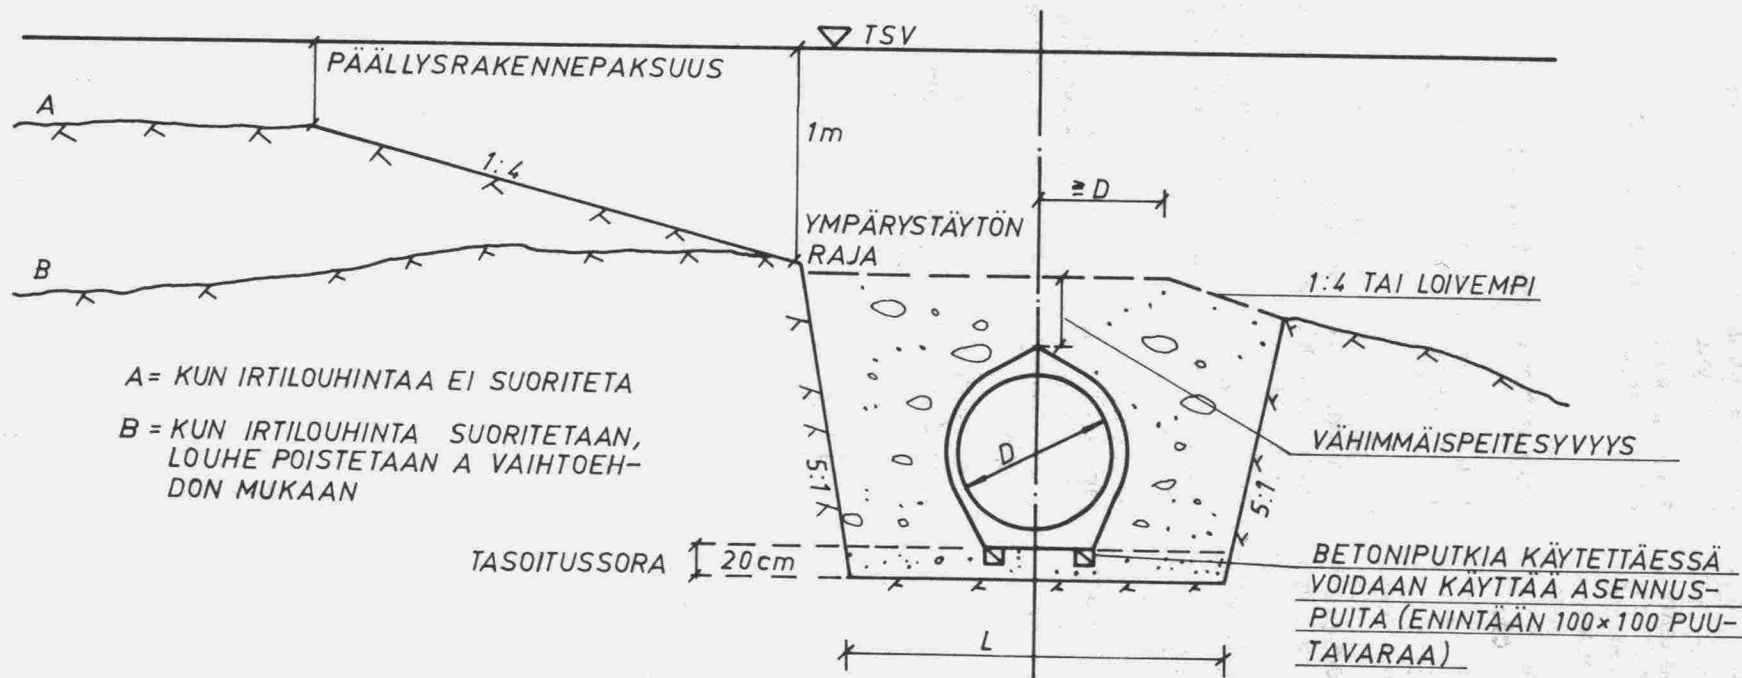 TSV
PÄÄLLYSRAKENNEPAKSUUS
A
1m
1:4
≧D
YMPÄRYSTÄYTÖN
RAJA
B
1:4 TAI LOIVEMPI
A= KUN IRTILOUHINTAA EI SUORITETA
B = KUN IRTILOUHINTA SUORITETAAN,
LOUHE POISTETAAN A VAIHTOEH-
DON MUKAAN
VÄHIMMÄISPEITESYVYYS
D
5:1
5:1
TASOITUSSORA
20cm
BETONIPUTKIA KÄYTETTÄESSÄ
VOIDAAN KÄYTTÄÄ ASENNUS-
PUITA (ENINTÄÄN 100×100 PUU-
TAVARAA)
L